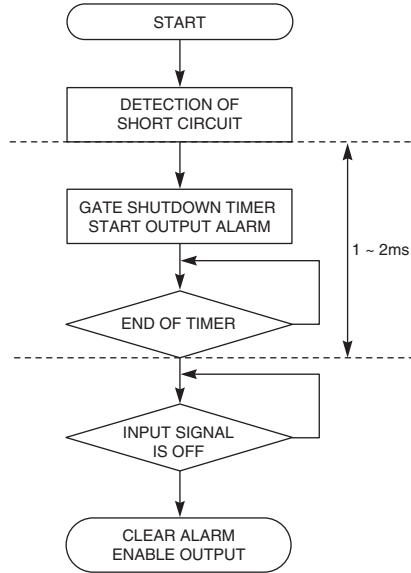 START
DETECTION OF
SHORT CIRCUIT
GATE SHUTDOWN TIMER
START OUTPUT ALARM
1 ~ 2ms
END OF TIMER
INPUT SIGNAL
IS OFF
CLEAR ALARM
ENABLE OUTPUT